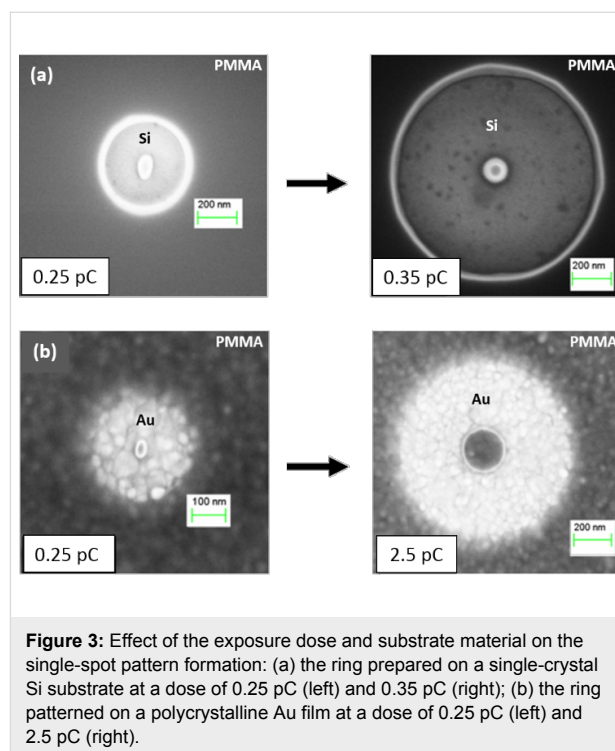 (a)
PMMA
Si
200 nm
0.25 pC
PMMA
Si
200 nm
0.35 pC
(b)
PMMA
Au
100 nm
0.25 pC
PMMA
Au
200 nm
2.5 pC
Figure 3: Effect of the exposure dose and substrate material on the
single-spot pattern formation: (a) the ring prepared on a single-crystal
Si substrate at a dose of 0.25 pC (left) and 0.35 pC (right); (b) the ring
patterned on a polycrystalline Au film at a dose of 0.25 pC (left) and
2.5 pC (right).